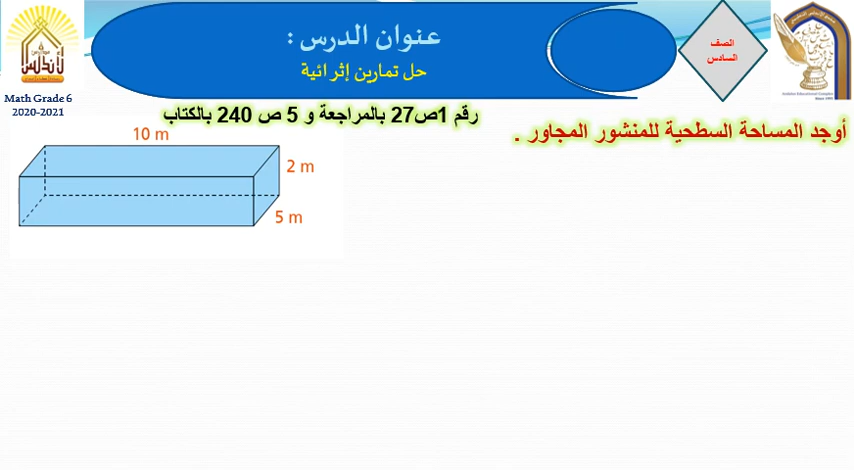 عنوان الدرس :
حل تمارين إثرائية
الصف
السادس
Math Grade 6
2020-2021
رقم 1ص27 بالمراجعة و 5 ص 240 بالكتاب
أوجد المساحة السطحية للمنشور المجاور .
10 m
2 m
5 m